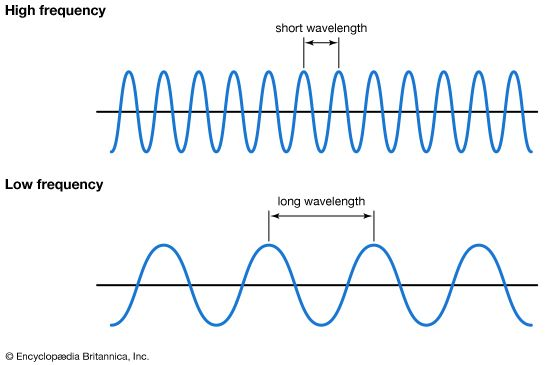 High frequency
short wavelength
Low frequency
long wavelength
© Encyclopædia Britannica, Inc.